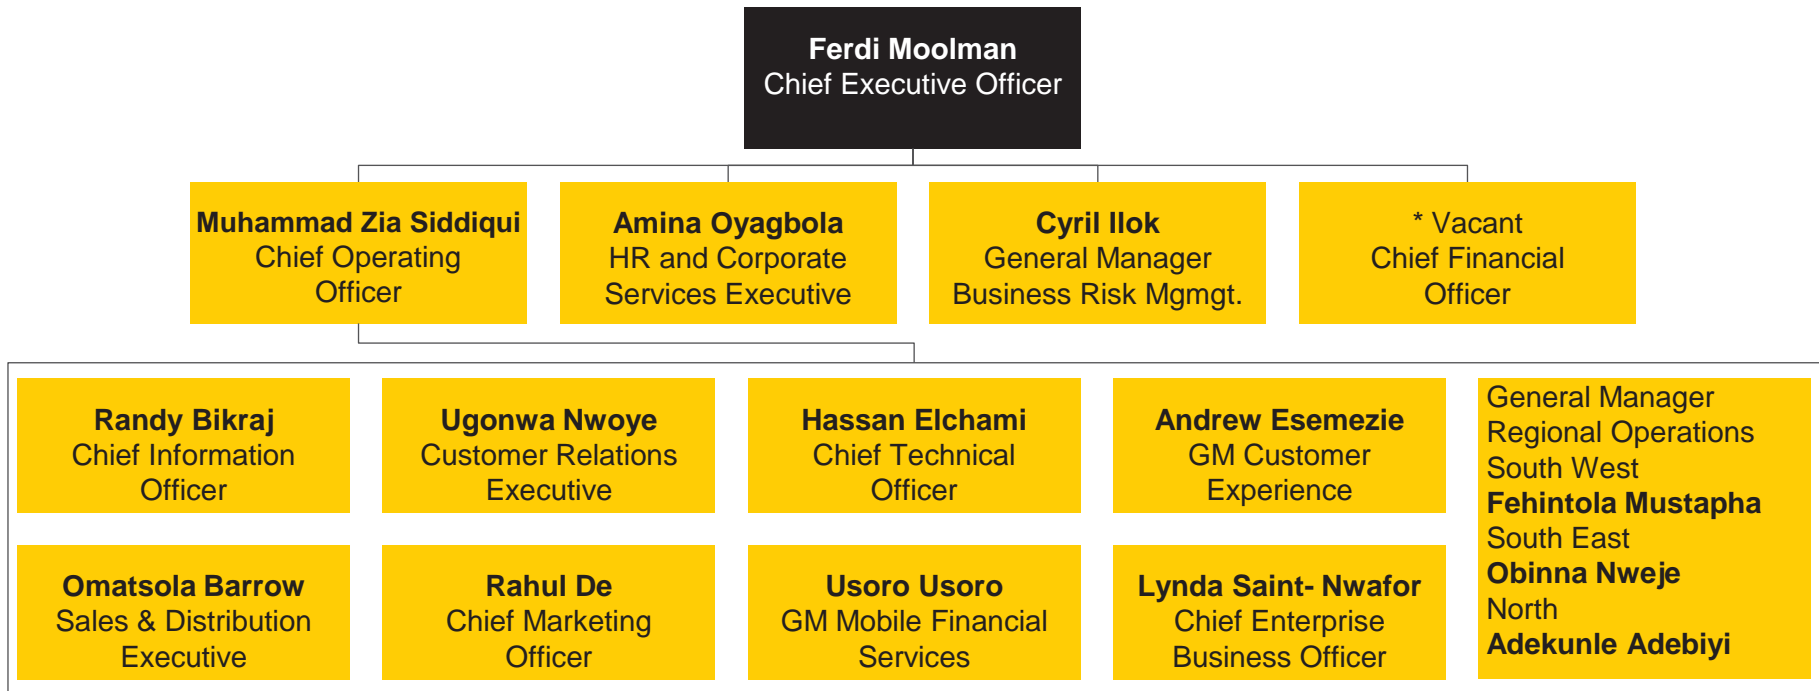 Ferdi Moolman
Chief Executive Officer
Muhammad Zia Siddiqui
Chief Operating
Officer
Amina Oyagbola
HR and Corporate
Services Executive
Cyril Ilok
General Manager
Business Risk Mgmgt.
* Vacant
Chief Financial
Officer
Randy Bikraj
Chief Information
Officer
Ugonwa Nwoye
Customer Relations
Executive
Hassan Elchami
Chief Technical
Officer
Andrew Esemezie
GM Customer
Experience
General Manager
Regional Operations
South West
Fehintola Mustapha
South East
Obinna Nweje
North
Adekunle Adebiyi
Omatsola Barrow
Sales & Distribution
Executive
Rahul De
Chief Marketing
Officer
Usoro Usoro
GM Mobile Financial
Services
Lynda Saint- Nwafor
Chief Enterprise
Business Officer